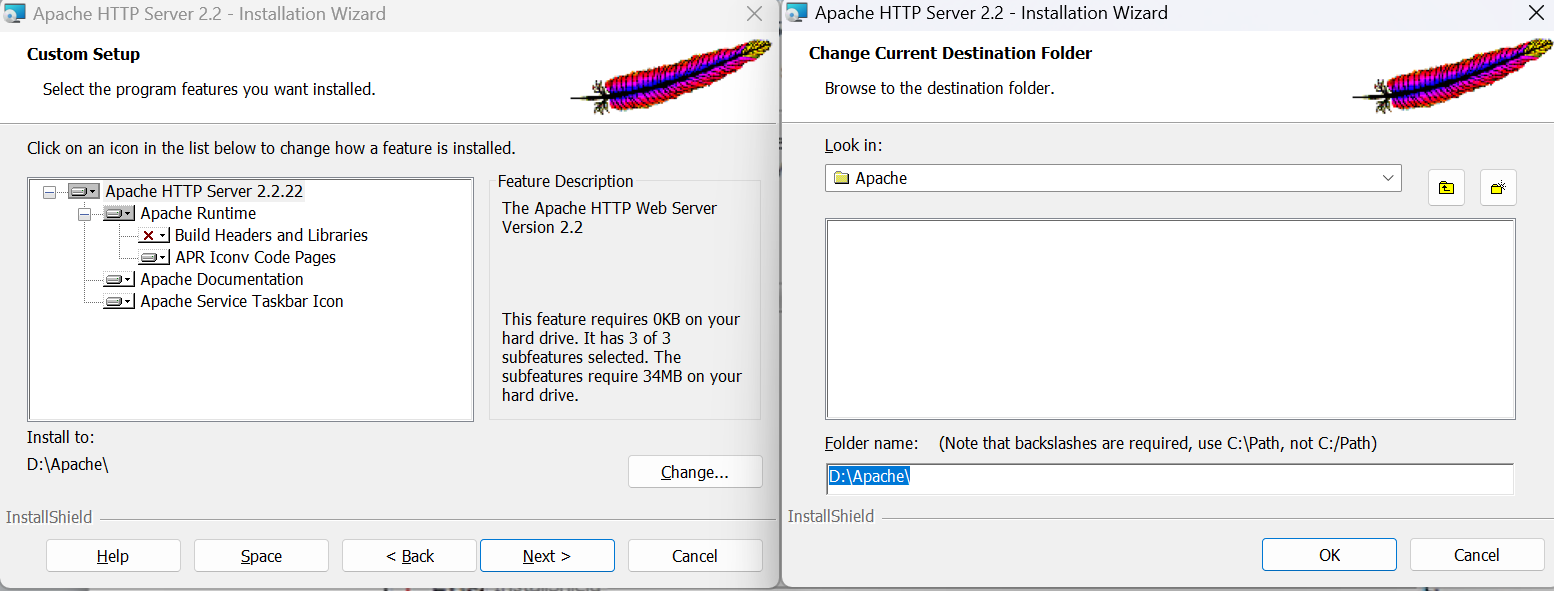 Apache HTTP Server 2.2 - Installation Wizard
Custom Setup
Select the program features you want installed.
Click on an icon in the list below to change how a feature is installed.
Apache HTTP Server 2.2.22
Apache Runtime
Build Headers and Libraries
APR Iconv Code Pages
Apache Documentation
Apache Service Taskbar Icon
Feature Description
The Apache HTTP Web Server
Version 2.2
This feature requires 0KB on your
hard drive. It has 3 of 3
subfeatures selected. The
subfeatures require 34MB on your
hard drive.
Install to:
D:\Apache\
Change...
InstallShield
Help
Space
< Back
Next >
Cancel
Apache HTTP Server 2.2 - Installation Wizard
Change Current Destination Folder
Browse to the destination folder.
Look in:
Apache
Folder name: (Note that backslashes are required, use C:\Path, not C:/Path)
D:\Apache\
InstallShield
OK
Cancel